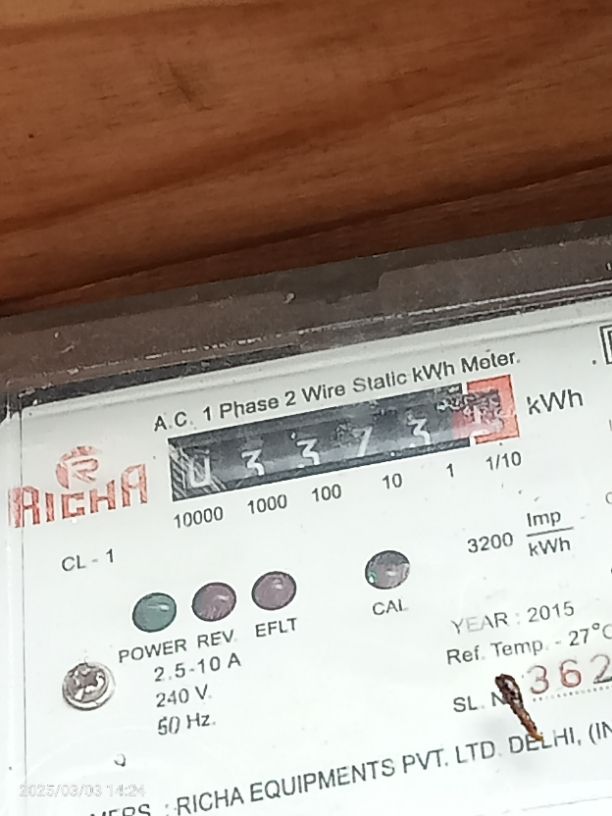 A.C. 1 Phase 2 Wire Static kWh Meter.
RICHA
0 3 3 7 3 kWh
10000 1000 100 10 1 1/10
CL - 1
3200 Imp/kWh
CAL
POWER REV. EFLT
2.5-10 A
240 V.
50 Hz.
YEAR : 2015
Ref. Temp. - 27°C
SL. N 362
: RICHA EQUIPMENTS PVT. LTD. DELHI, (IN
2025/03/03 14:24